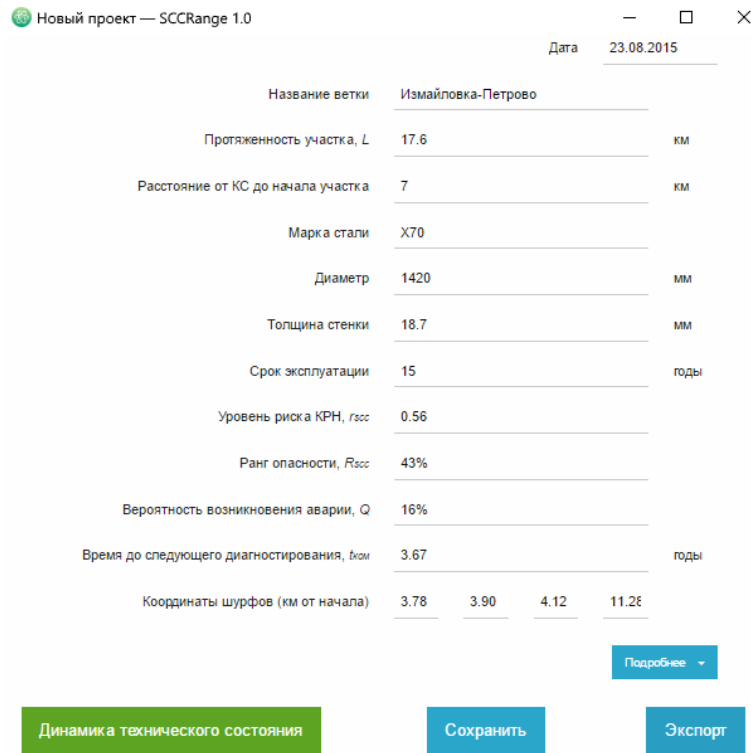 Новый проект — SCCRange 1.0
Дата 23.08.2015
Название ветки Измайловка-Петрово
Протяженность участка, L 17.6 км
Расстояние от КС до начала участка 7 км
Марка стали X70
Диаметр 1420 мм
Толщина стенки 18.7 мм
Срок эксплуатации 15 годы
Уровень риска КРН, rscc 0.56
Ранг опасности, Rscc 43%
Вероятность возникновения аварии, Q 16%
Время до следующего диагностирования, tком 3.67 годы
Координаты шурфов (км от начала) 3.78 3.90 4.12 11.28
Подробнее
Динамика технического состояния Сохранить Экспорт